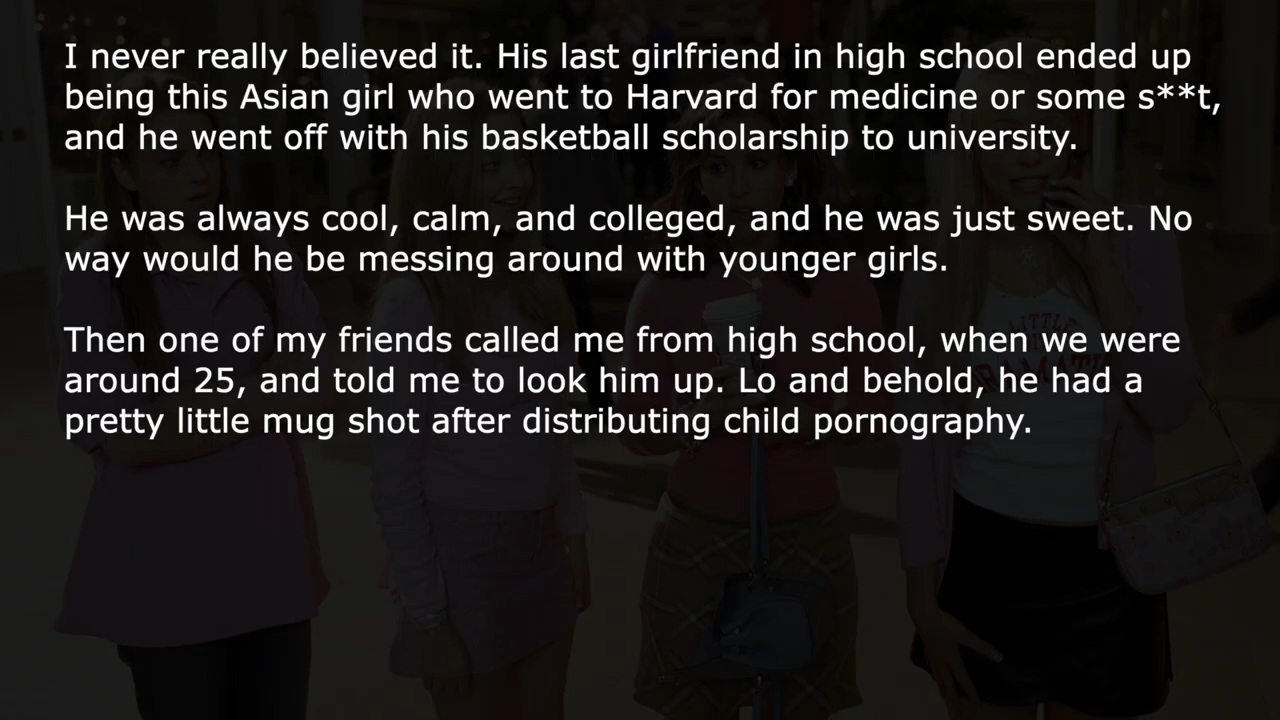 I never really believed it. His last girlfriend in high school ended up
being this Asian girl who went to Harvard for medicine or some s**t,
and he went off with his basketball scholarship to university.
He was always cool, calm, and colleged, and he was just sweet. No
way would he be messing around with younger girls.
Then one of my friends called me from high school, when we were
around 25, and told me to look him up. Lo and behold, he had a
pretty little mug shot after distributing child pornography.